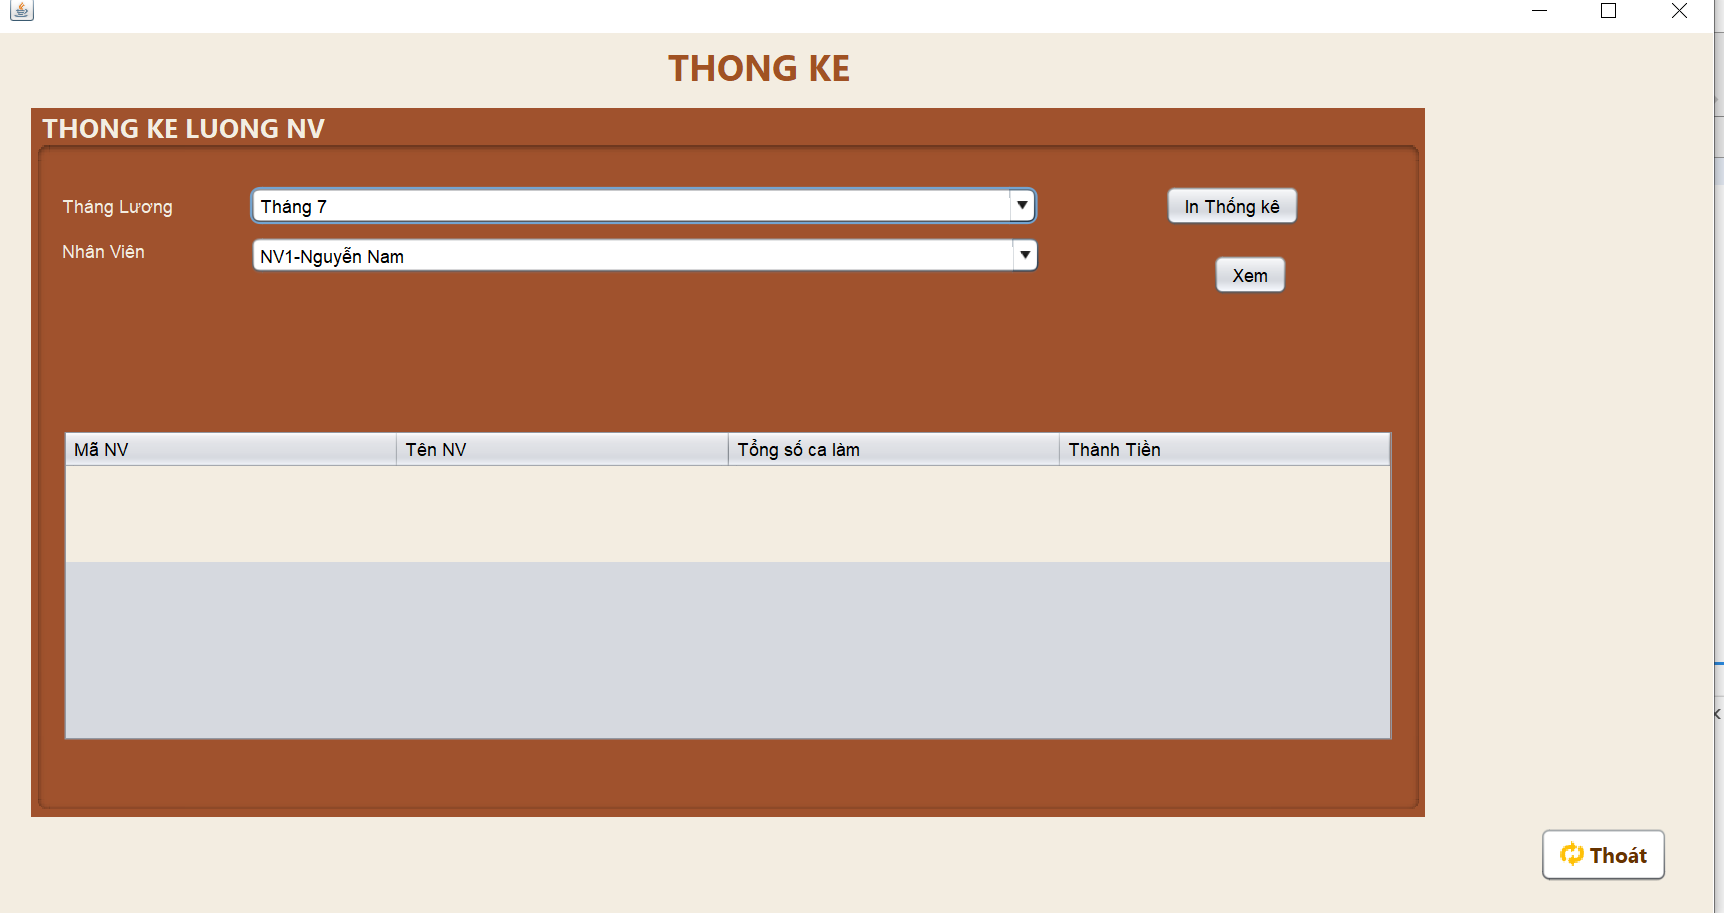 THONG KE
THONG KE LUONG NV
Tháng Lương
Tháng 7
In Thống kê
Nhân Viên
NV1-Nguyễn Nam
Xem
Mã NV
Tên NV
Tổng số ca làm
Thành Tiền
Thoát